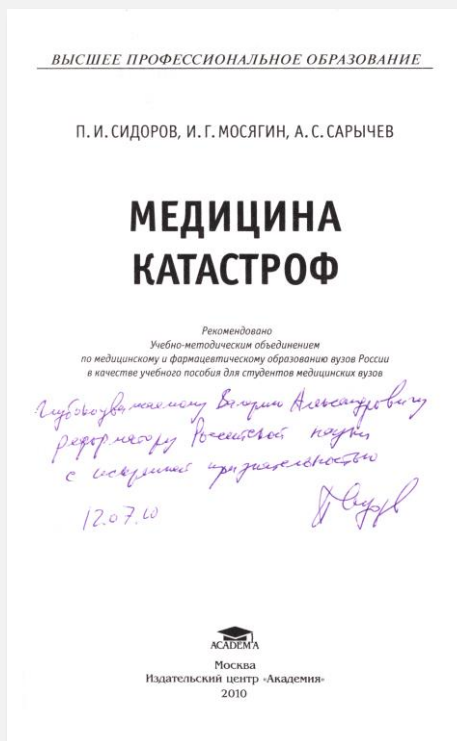 ВЫСШЕЕ ПРОФЕССИОНАЛЬНОЕ ОБРАЗОВАНИЕ
П. И. СИДОРОВ, И. Г. МОСЯГИН, А. С. САРЫЧЕВ
МЕДИЦИНА
КАТАСТРОФ
Рекомендовано
Учебно-методическим объединением
по медицинскому и фармацевтическому образованию вузов России
в качестве учебного пособия для студентов медицинских вузов
Глубокоуважаемому Валерию Александровичу
реформатору Российской науки
с искренней признательностью
12.07.10
ACADEMA
Москва
Издательский центр «Академия»
2010